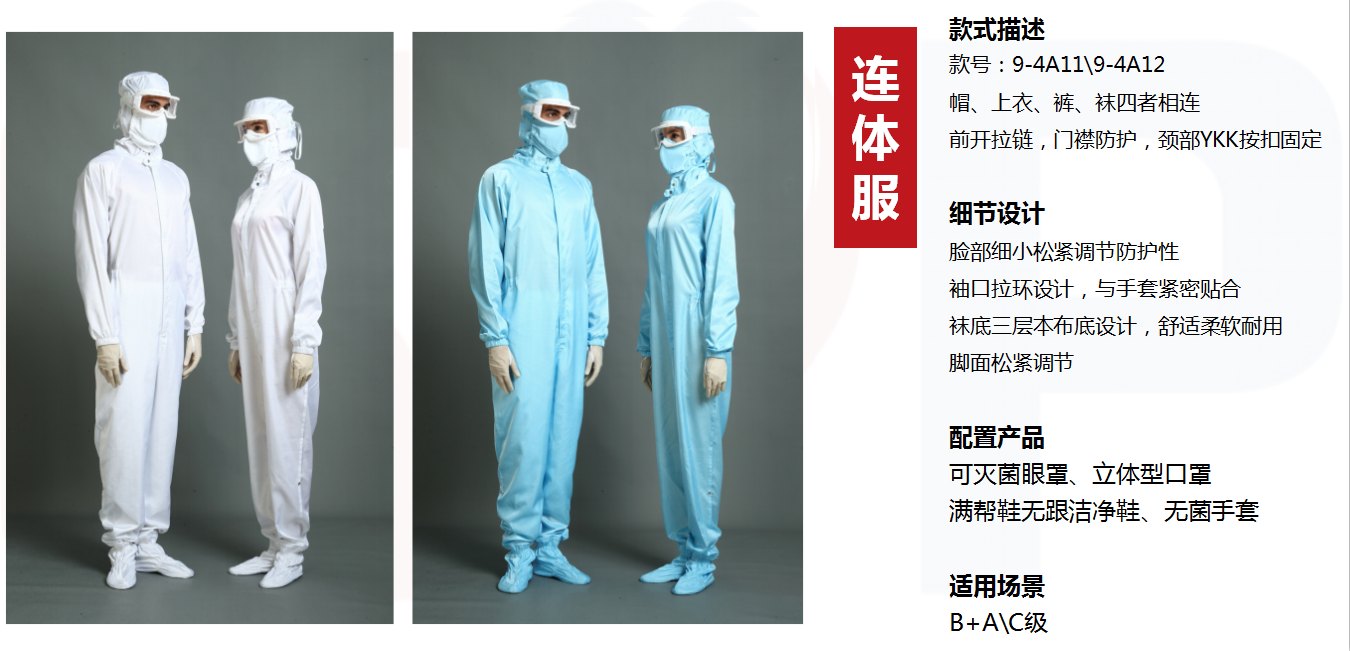 连体服
款式描述
款号：9-4A11\9-4A12
帽、上衣、裤、袜四者相连
前开拉链，门襟防护，颈部YKK按扣固定
细节设计
脸部细小松紧调节防护性
袖口拉环设计，与手套紧密贴合
袜底三层本布底设计，舒适柔软耐用
脚面松紧调节
配置产品
可灭菌眼罩、立体型口罩
满帮鞋无跟洁净鞋、无菌手套
适用场景
B+A\C级